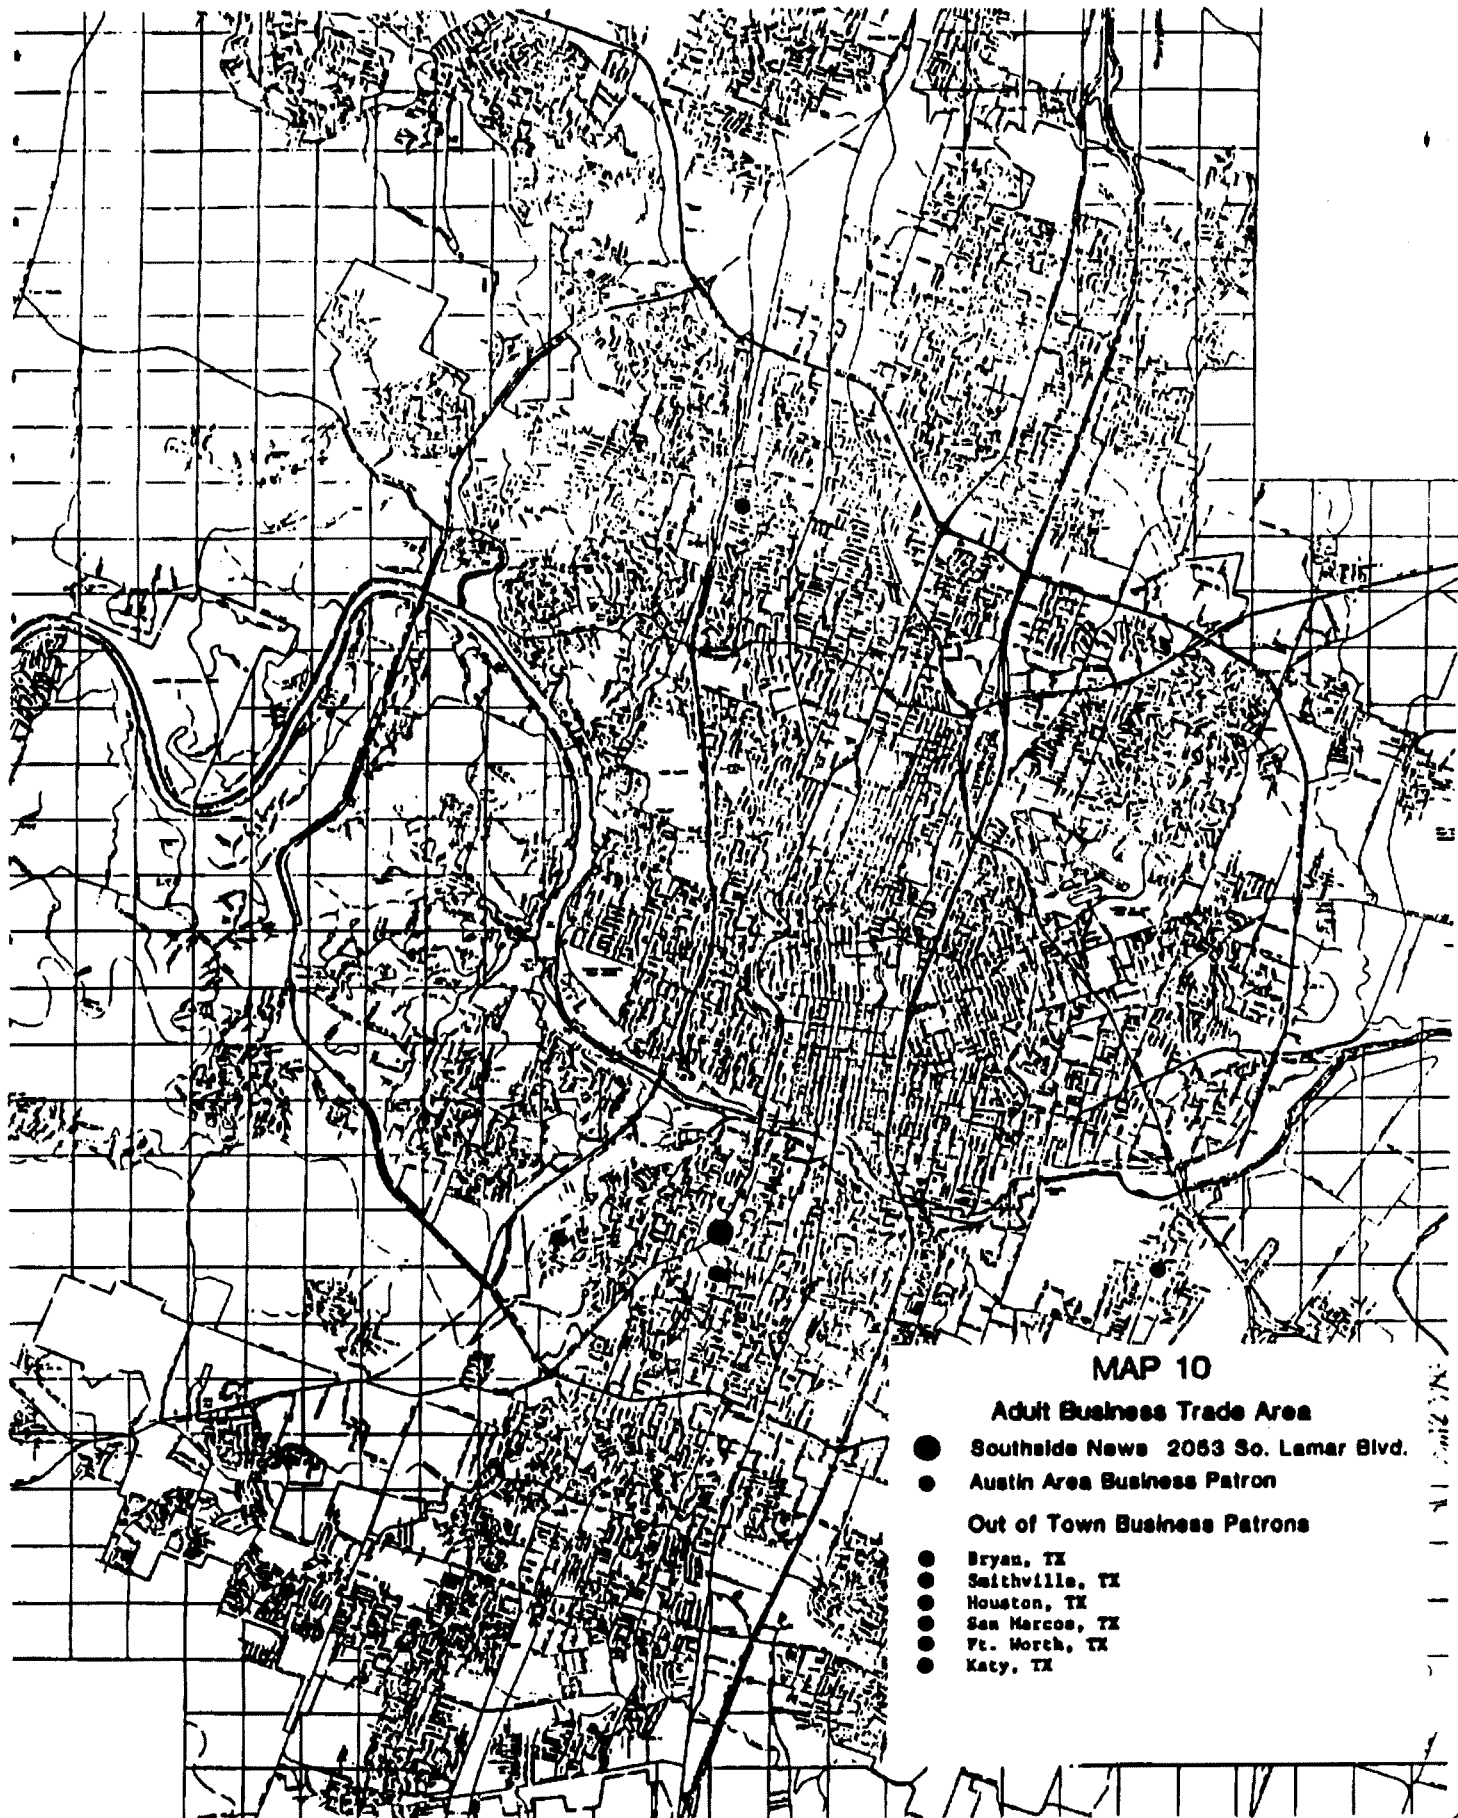 MAP 10
Adult Business Trade Area
Southside News 2053 So. Lamar Blvd.
Austin Area Business Patron
Out of Town Business Patrons
Bryan, TX
Smithville, TX
Houston, TX
San Marcos, TX
Ft. Worth, TX
Katy, TX